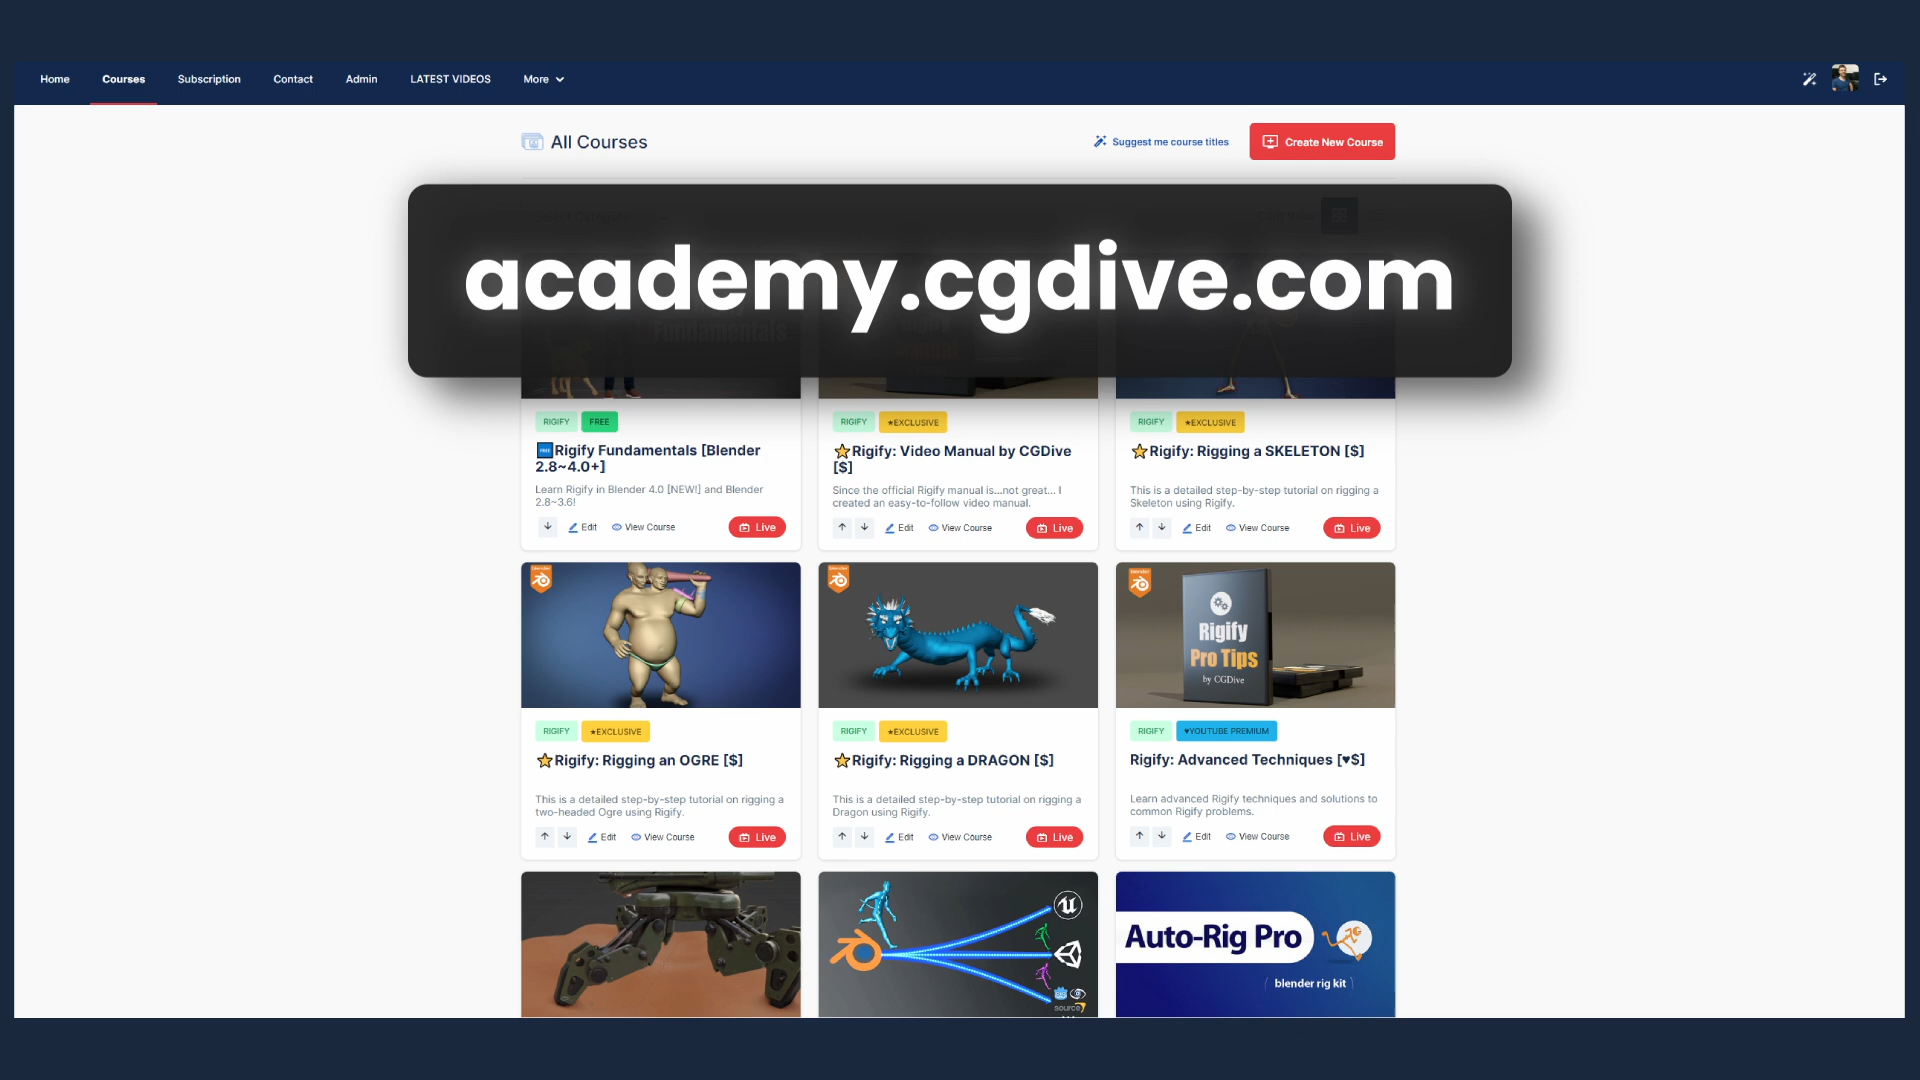 Home Courses Subscription Contact Admin LATEST VIDEOS More
All Courses
Suggest me course titles
Create New Course
academy.cgdive.com
Fundamentals
RIGIFY FREE
Rigify Fundamentals [Blender
2.8~4.0+]
Learn Rigify in Blender 4.0 [NEW!] and Blender
2.8~3.6!
Edit View Course Live
RIGIFY ★EXCLUSIVE
⭐Rigify: Video Manual by CGDive
[$]
Since the official Rigify manual is...not great... I
created an easy-to-follow video manual.
Edit View Course Live
RIGIFY ★EXCLUSIVE
⭐Rigify: Rigging a SKELETON [$]
This is a detailed step-by-step tutorial on rigging a
Skeleton using Rigify.
Edit View Course Live
RIGIFY ★EXCLUSIVE
⭐Rigify: Rigging an OGRE [$]
This is a detailed step-by-step tutorial on rigging a
two-headed Ogre using Rigify.
Edit View Course Live
RIGIFY ★EXCLUSIVE
⭐Rigify: Rigging a DRAGON [$]
This is a detailed step-by-step tutorial on rigging a
Dragon using Rigify.
Edit View Course Live
Rigify
Pro Tips
by CGDive
RIGIFY ♥YOUTUBE PREMIUM
Rigify: Advanced Techniques [♥$]
Learn advanced Rigify techniques and solutions to
common Rigify problems.
Edit View Course Live
source
Auto-Rig Pro
blender rig kit